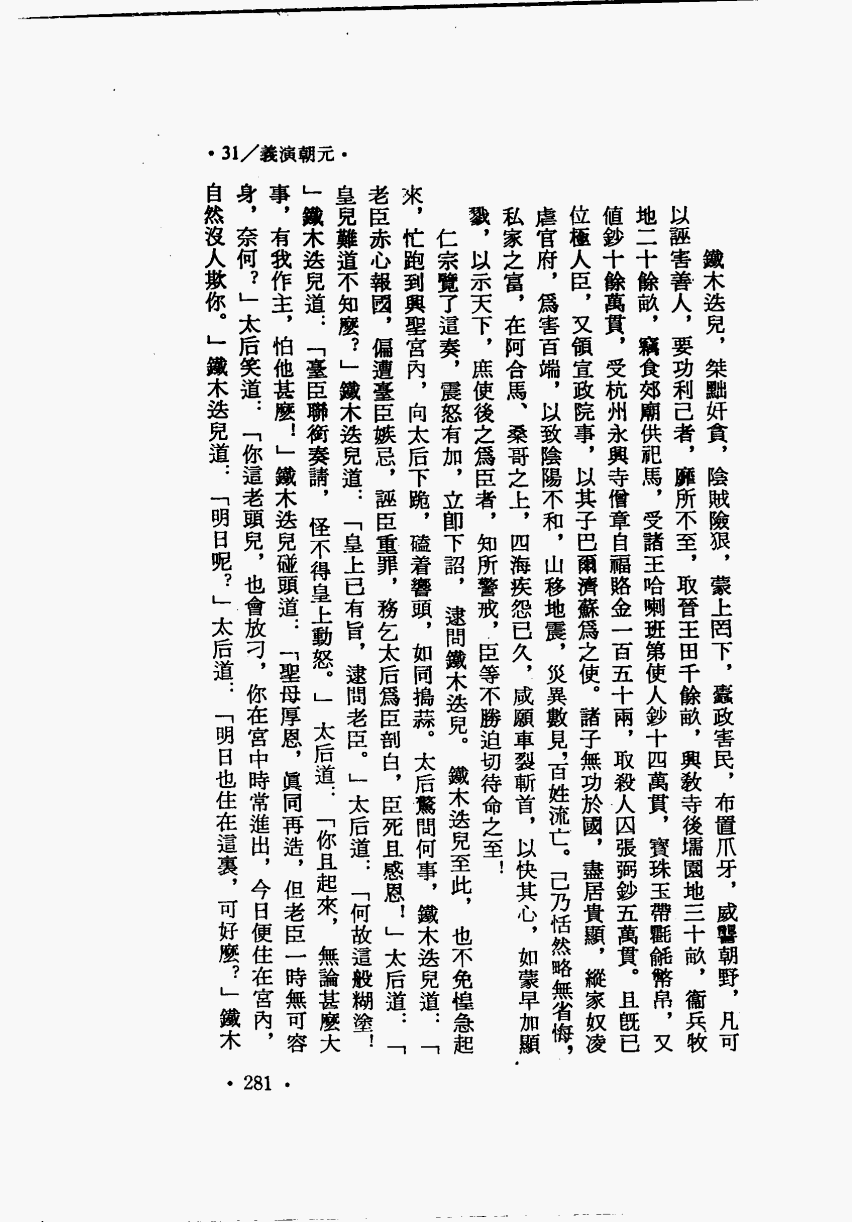 •31/義演朝元•
鐵木迭兒，桀黠奸貪，陰賊險狠，蒙上罔下，蠹政害民，布置爪牙，威讋朝野，凡可
以誣害善人，要功利己者，靡所不至，取晉王田千餘畝，興教寺後壖園地三十畝，衞兵牧
地二十餘畝，竊食郊廟供祀馬，受諸王哈喇班第使人鈔十四萬貫，寶珠玉帶氍毹幣帛，又
値鈔十餘萬貫，受杭州永興寺僧章自福賂金一百五十兩，取殺人囚張弼鈔五萬貫。且旣已
位極人臣，又領宣政院事，以其子巴爾濟蘇爲之使。諸子無功於國，盡居貴顯，縱家奴凌
虐官府，爲害百端，以致陰陽不和，山移地震，災異數見，百姓流亡。己乃恬然略無省悔，
私家之富，在阿合馬、桑哥之上，四海疾怨已久，咸願車裂斬首，以快其心，如蒙早加顯
戮，以示天下，庶使後之爲臣者，知所警戒，臣等不勝迫切待命之至！
仁宗覽了這奏，震怒有加，立卽下詔，逮問鐵木迭兒。鐵木迭兒至此，也不免惶急起
來，忙跑到興聖宮內，向太后下跪，磕着響頭，如同搗蒜。太后驚問何事，鐵木迭兒道：「
老臣赤心報國，偏遭臺臣嫉忌，誣臣重罪，務乞太后爲臣剖白，臣死且感恩！」太后道：「
皇兒難道不知麼？」鐵木迭兒道：「皇上已有旨，逮問老臣。」太后道：「何故這般糊塗！
」鐵木迭兒道：「臺臣聯銜奏請，怪不得皇上動怒。」太后道：「你且起來，無論甚麼大
事，有我作主，怕他甚麼！」鐵木迭兒碰頭道：「聖母厚恩，眞同再造，但老臣一時無可容
身，奈何？」太后笑道：「你這老頭兒，也會放刁，你在宮中時常進出，今日便住在宮內，
自然沒人欺你。」鐵木迭兒道：「明日呢？」太后道：「明日也住在這裏，可好麼？」鐵木
•281•